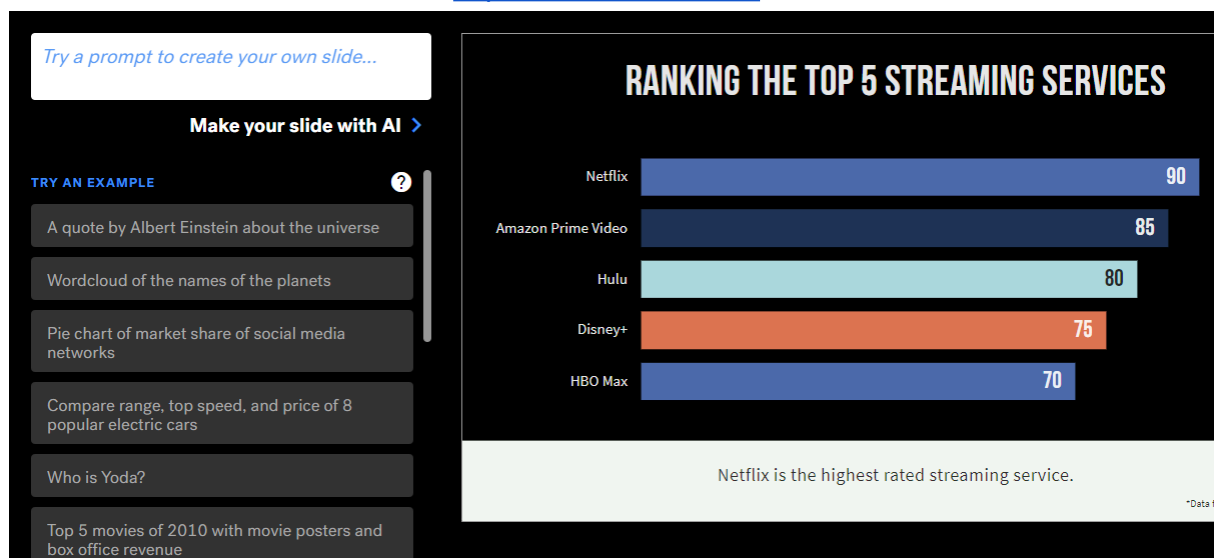 Try a prompt to create your own slide...
Make your slide with AI >
TRY AN EXAMPLE
?
A quote by Albert Einstein about the universe
Wordcloud of the names of the planets
Pie chart of market share of social media
networks
Compare range, top speed, and price of 8
popular electric cars
Who is Yoda?
Top 5 movies of 2010 with movie posters and
box office revenue
RANKING THE TOP 5 STREAMING SERVICES
Netflix 90
Amazon Prime Video 85
Hulu 80
Disney+ 75
HBO Max 70
Netflix is the highest rated streaming service.
*Data